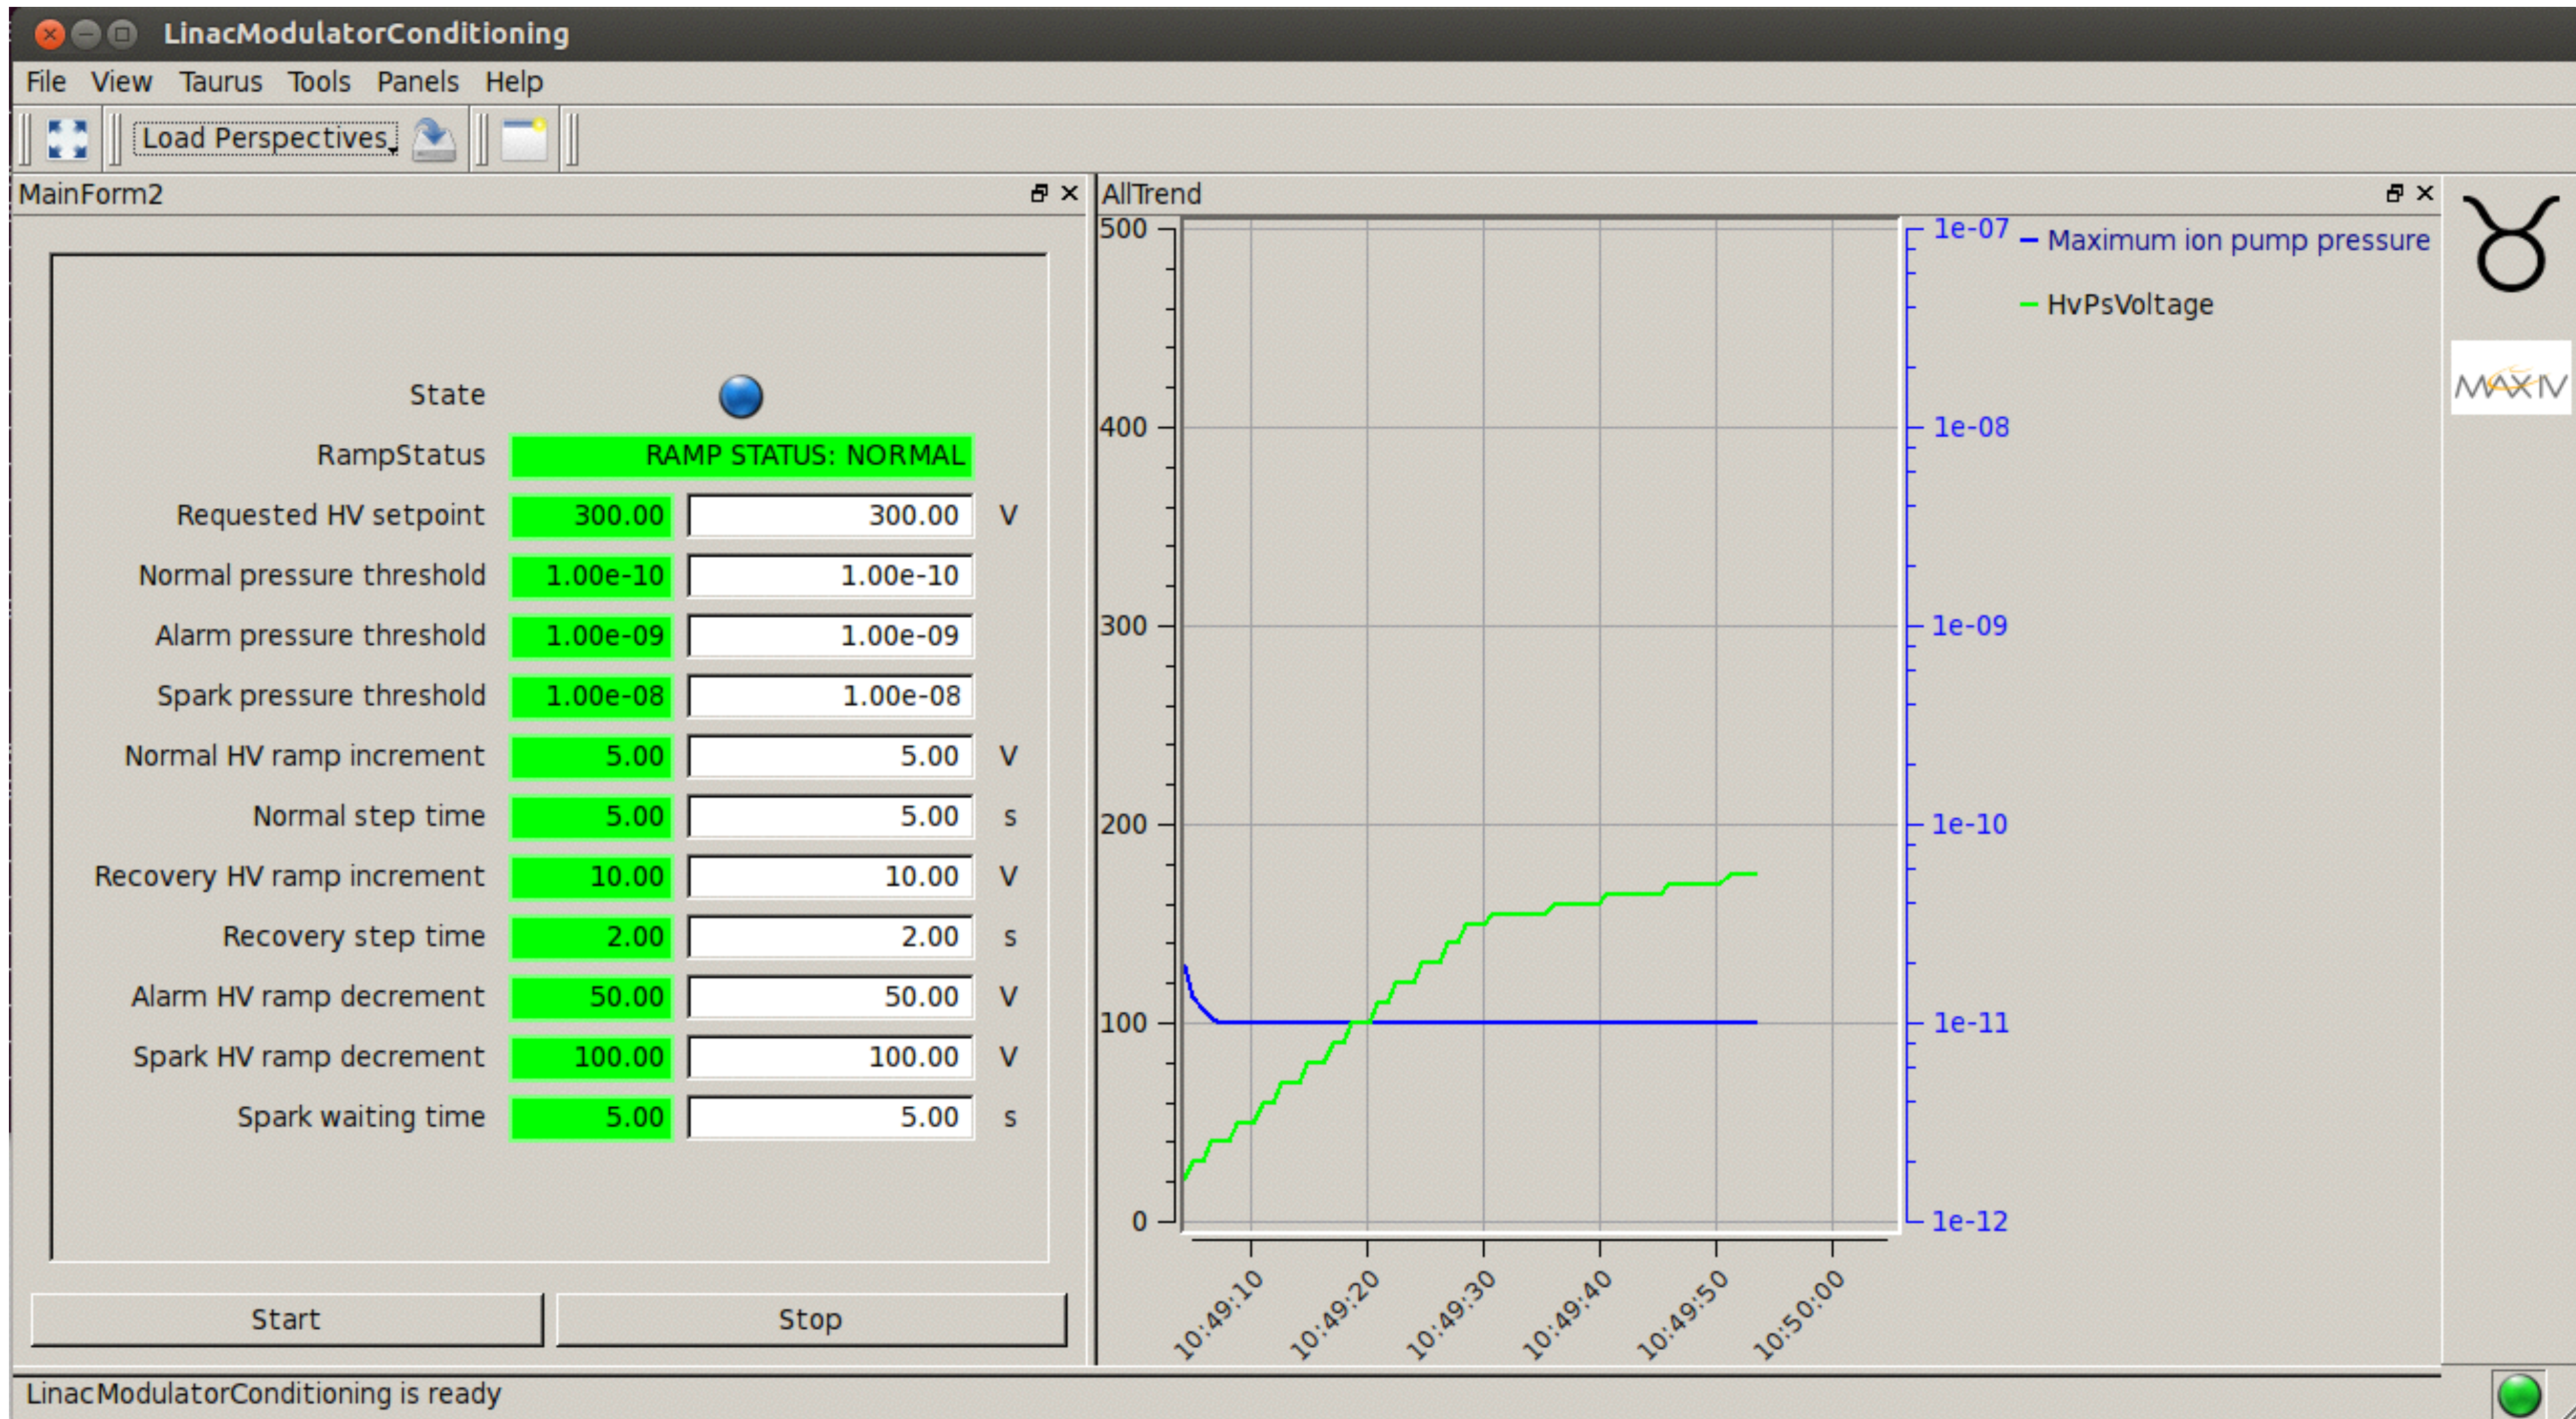 LinacModulatorConditioning
File View Taurus Tools Panels Help
Load Perspectives
MainForm2
State
RampStatus RAMP STATUS: NORMAL
Requested HV setpoint 300.00 300.00 V
Normal pressure threshold 1.00e-10 1.00e-10
Alarm pressure threshold 1.00e-09 1.00e-09
Spark pressure threshold 1.00e-08 1.00e-08
Normal HV ramp increment 5.00 5.00 V
Normal step time 5.00 5.00 s
Recovery HV ramp increment 10.00 10.00 V
Recovery step time 2.00 2.00 s
Alarm HV ramp decrement 50.00 50.00 V
Spark HV ramp decrement 100.00 100.00 V
Spark waiting time 5.00 5.00 s
Start Stop
AllTrend
500
400
300
200
100
0
1e-07
1e-08
1e-09
1e-10
1e-11
1e-12
10:49:10
10:49:20
10:49:30
10:49:40
10:49:50
10:50:00
Maximum ion pump pressure
HvPsVoltage
MAXIV
LinacModulatorConditioning is ready